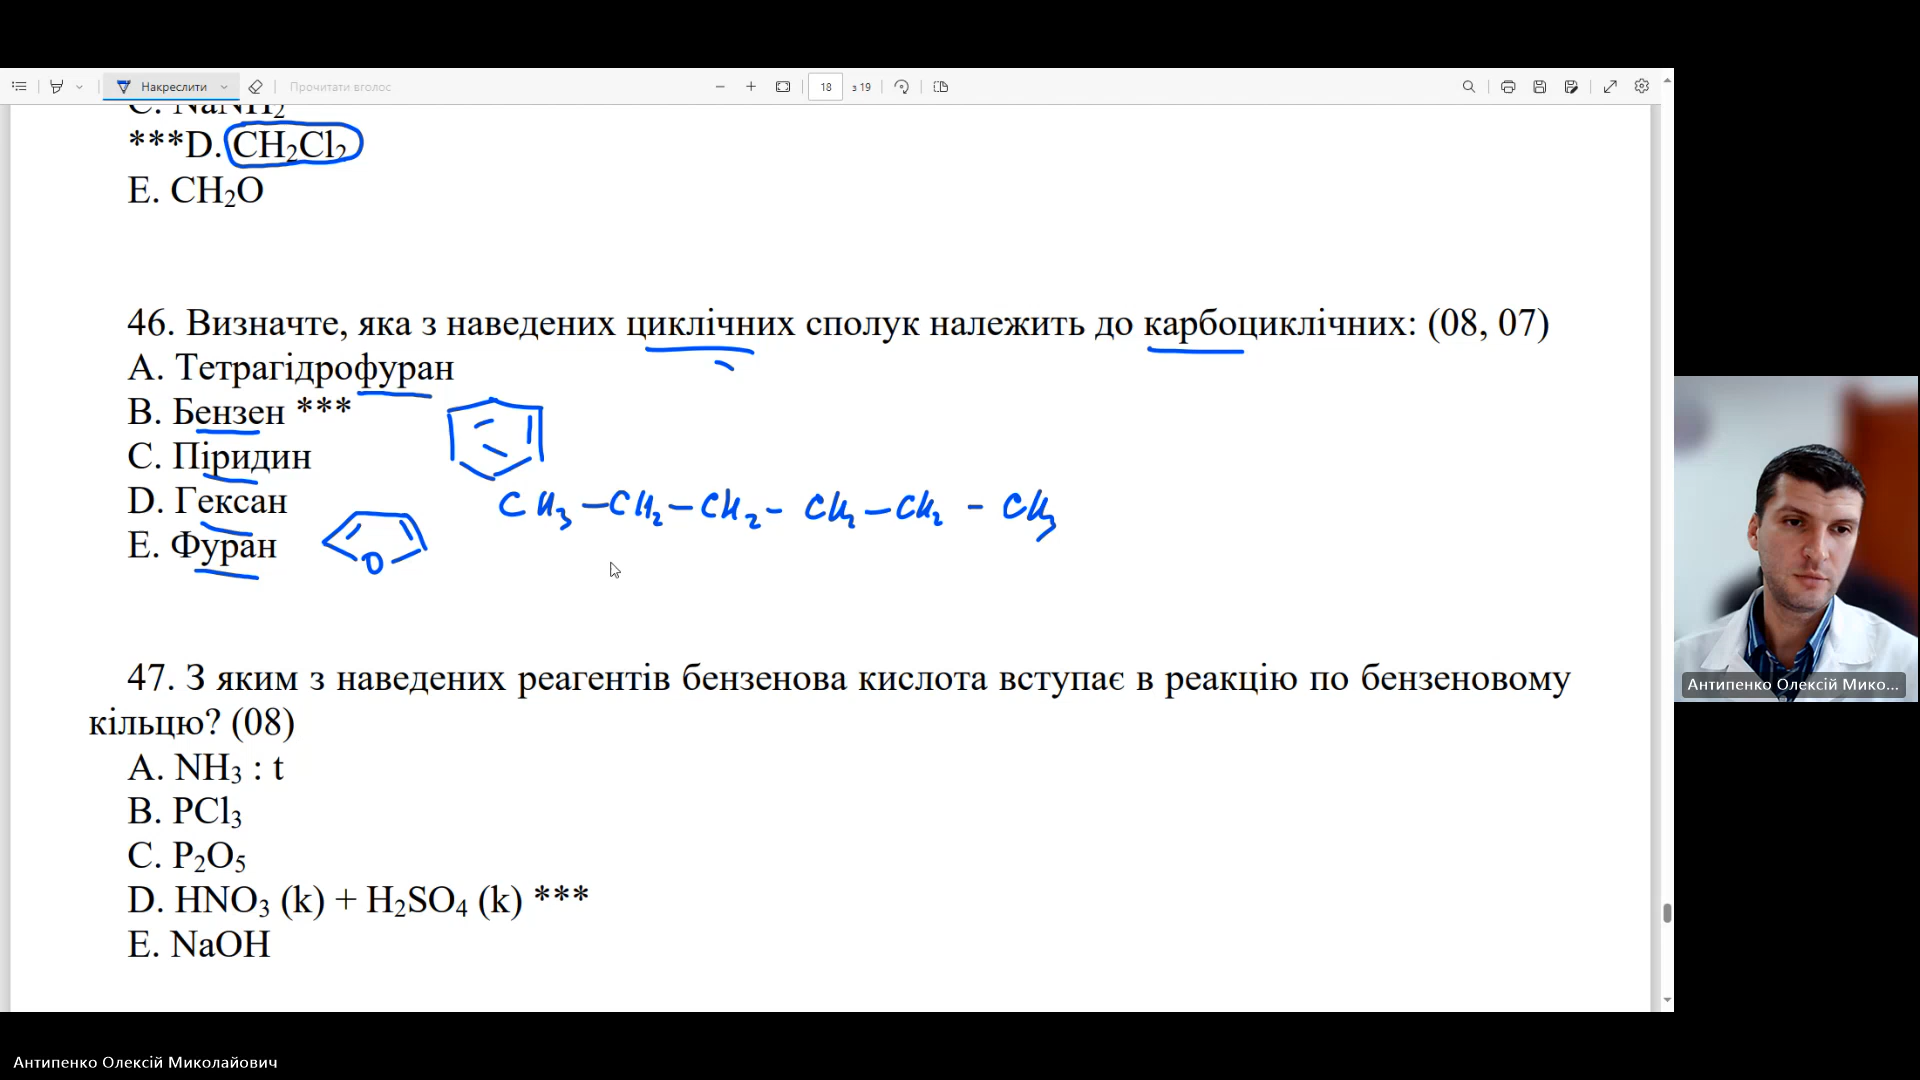 Накреслити
Прочитати вголос
18 з 19
C. NaNH₂
***D. CH₂Cl₂
E. CH₂O
46. Визначте, яка з наведених циклічних сполук належить до карбоциклічних: (08, 07)
A. Тетрагідрофуран
B. Бензен ***
C. Піридин
D. Гексан
CH₃ – CH₂ – CH₂ – CH₂ – CH₂ – CH₃
E. Фуран
O
47. З яким з наведених реагентів бензенова кислота вступає в реакцію по бензеновому
кільцю? (08)
A. NH₃ : t
B. PCl₃
C. P₂O₅
D. HNO₃ (k) + H₂SO₄ (k) ***
E. NaOH
Антипенко Олексій Мико...
Антипенко Олексій Миколайович